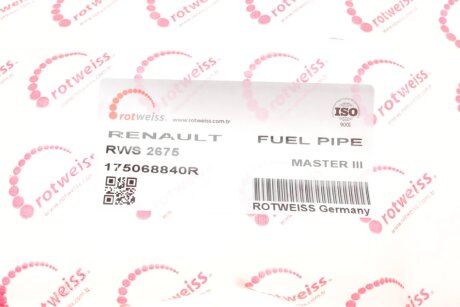 rotweiss.
www.rotweiss.com.tr
ISO
9001
RENAULT
FUEL PIPE
RWS 2675
MASTER III
175068840R
ROTWEISS Germany